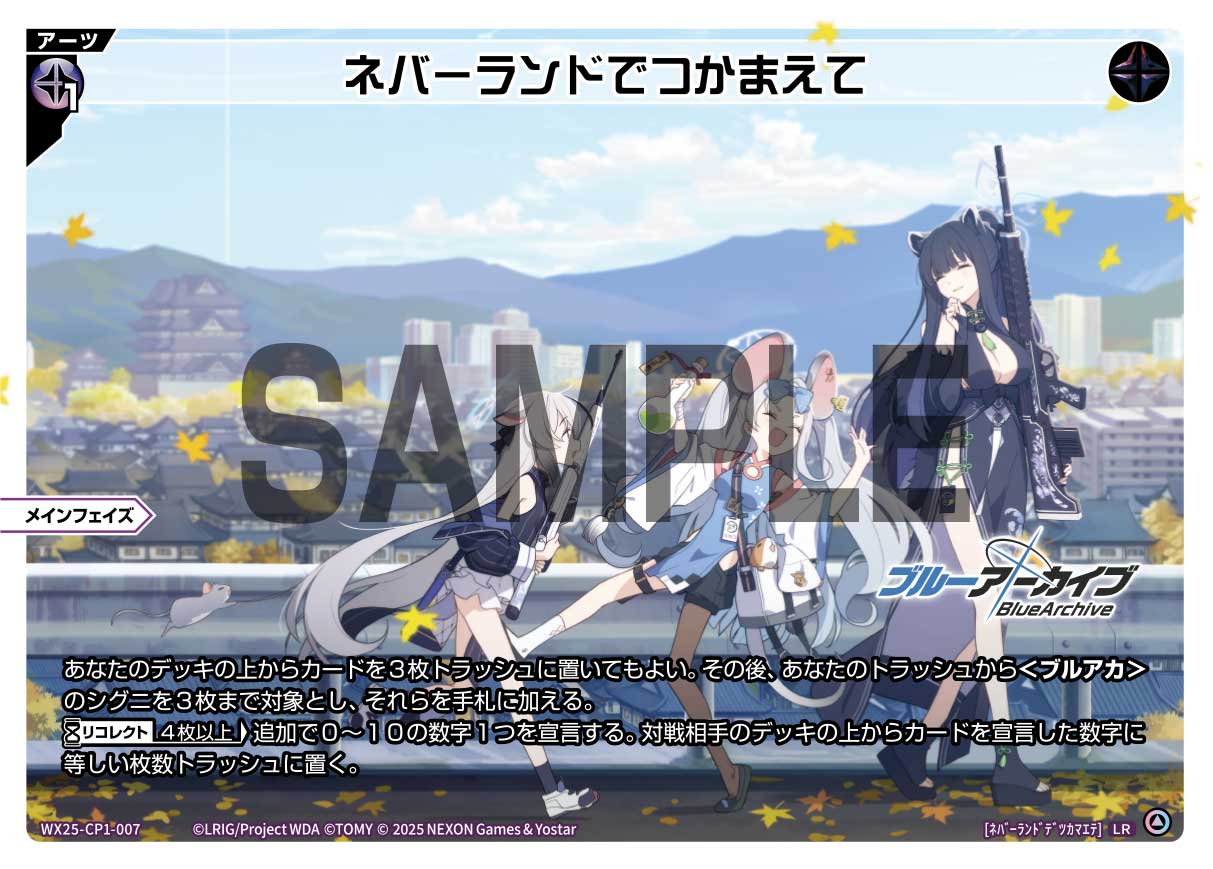 アーツ
ネバーランドでつかまえて
1
SAMPLE
メインフェイズ
ブルーアーカイブ
BlueArchive
あなたのデッキの上からカードを３枚トラッシュに置いてもよい。その後、あなたのトラッシュから＜ブルアカ＞
のシグニを３枚まで対象とし、それらを手札に加える。
リコレクト 4枚以上 追加で０～１０の数字１つを宣言する。対戦相手のデッキの上からカードを宣言した数字に
等しい枚数トラッシュに置く。
WX25-CP1-007 ©LRIG/Project WDA ©TOMY © 2025 NEXON Games & Yostar [ﾈﾊﾞｰﾗﾝﾄﾞﾃﾞﾂｶﾏｴﾃ] LR